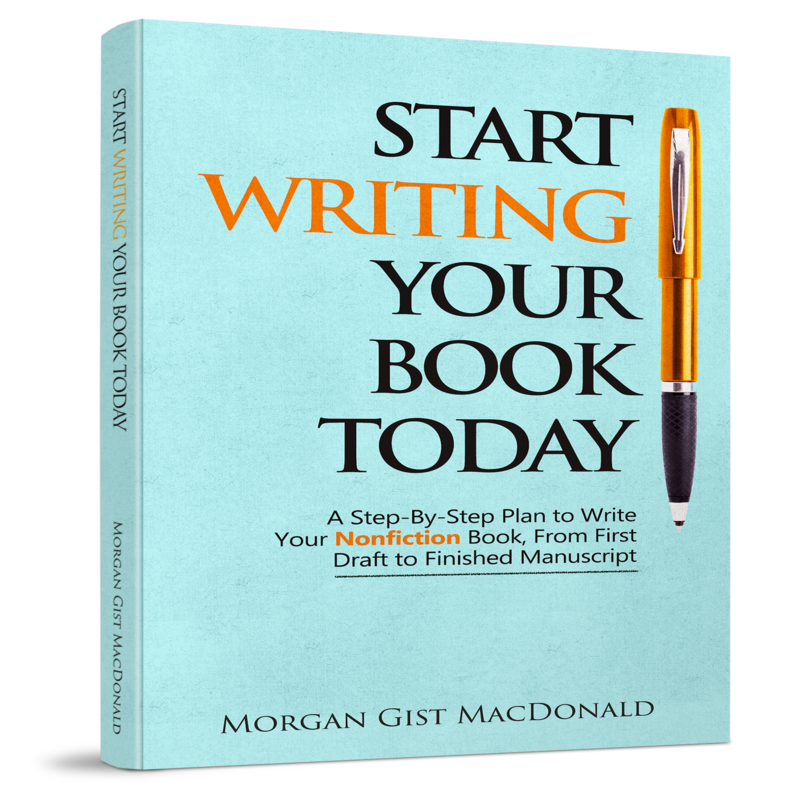 START WRITING YOUR BOOK TODAY
MORGAN GIST MACDONALD
START
WRITING
YOUR
BOOK
TODAY
A Step-By-Step Plan to Write
Your Nonfiction Book, From First
Draft to Finished Manuscript
MORGAN GIST MACDONALD